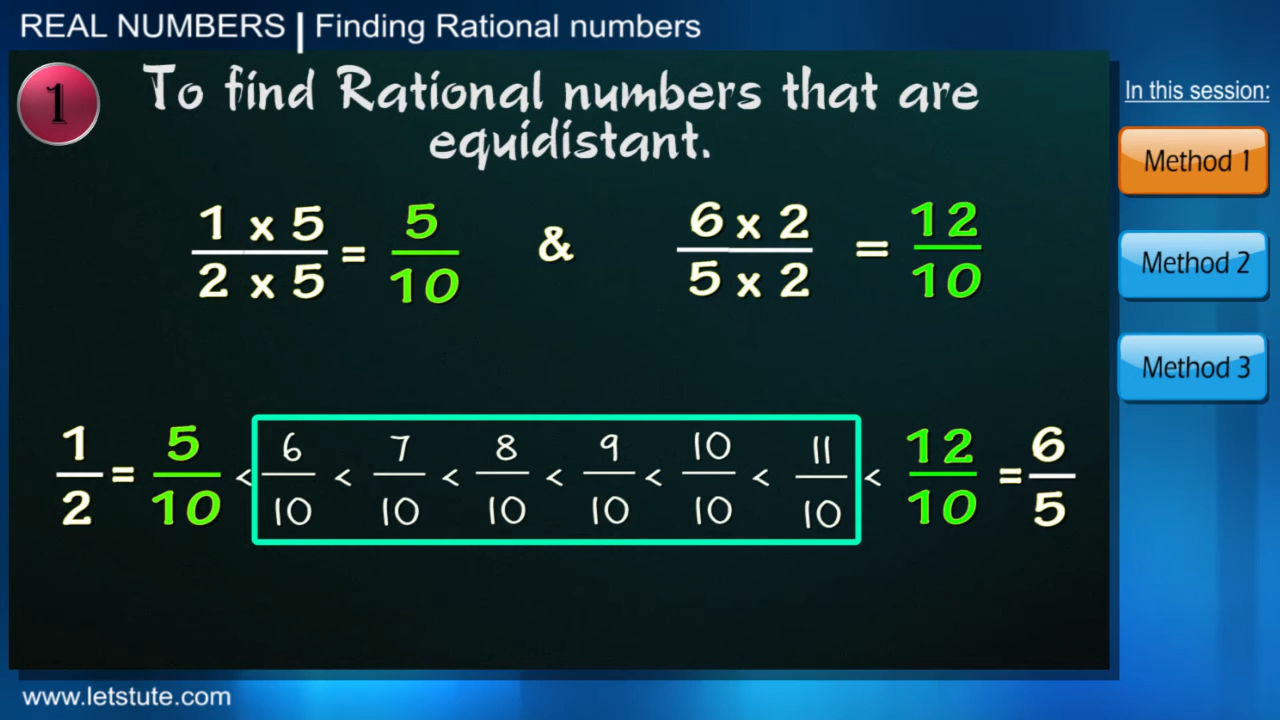 REAL NUMBERS | Finding Rational numbers
1 To find Rational numbers that are
equidistant.
In this session:
Method 1
Method 2
Method 3
1 x 5 / 2 x 5 = 5/10 & 6 x 2 / 5 x 2 = 12/10
1/2 = 5/10 < 6/10 < 7/10 < 8/10 < 9/10 < 10/10 < 11/10 < 12/10 = 6/5
www.letstute.com